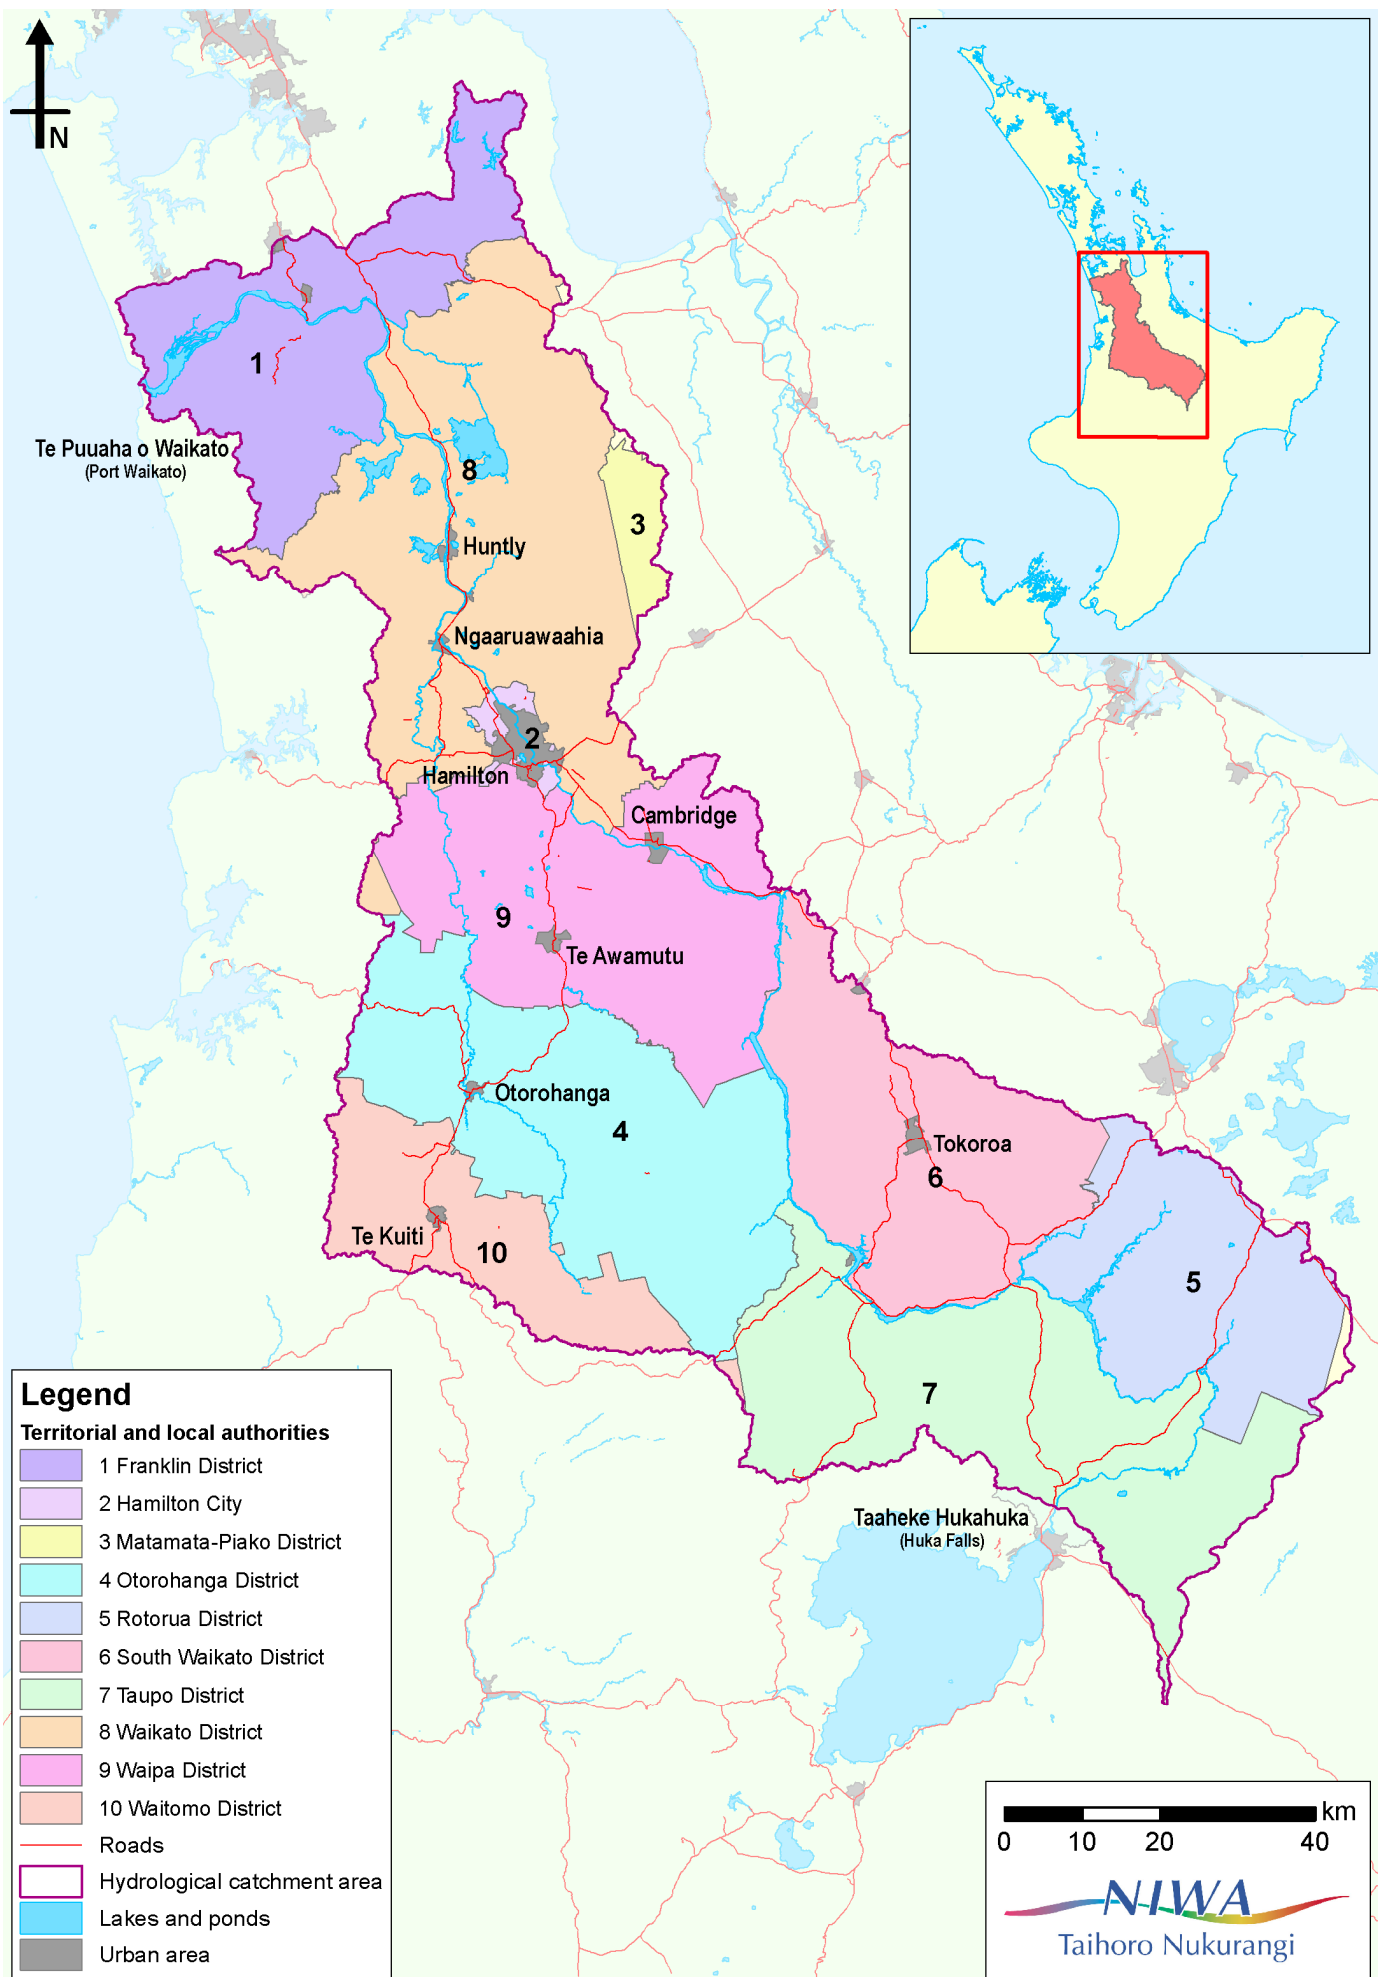 N
1
Te Puuaha o Waikato
(Port Waikato)
8
3
Huntly
Ngaaruawaahia
2
Hamilton
Cambridge
9
Te Awamutu
Otorohanga
4
Tokoroa
6
Te Kuiti
10
5
7
Taaheke Hukahuka
(Huka Falls)
Legend
Territorial and local authorities
1 Franklin District
2 Hamilton City
3 Matamata-Piako District
4 Otorohanga District
5 Rotorua District
6 South Waikato District
7 Taupo District
8 Waikato District
9 Waipa District
10 Waitomo District
Roads
Hydrological catchment area
Lakes and ponds
Urban area
km
0 10 20 40
NIWA
Taihoro Nukurangi